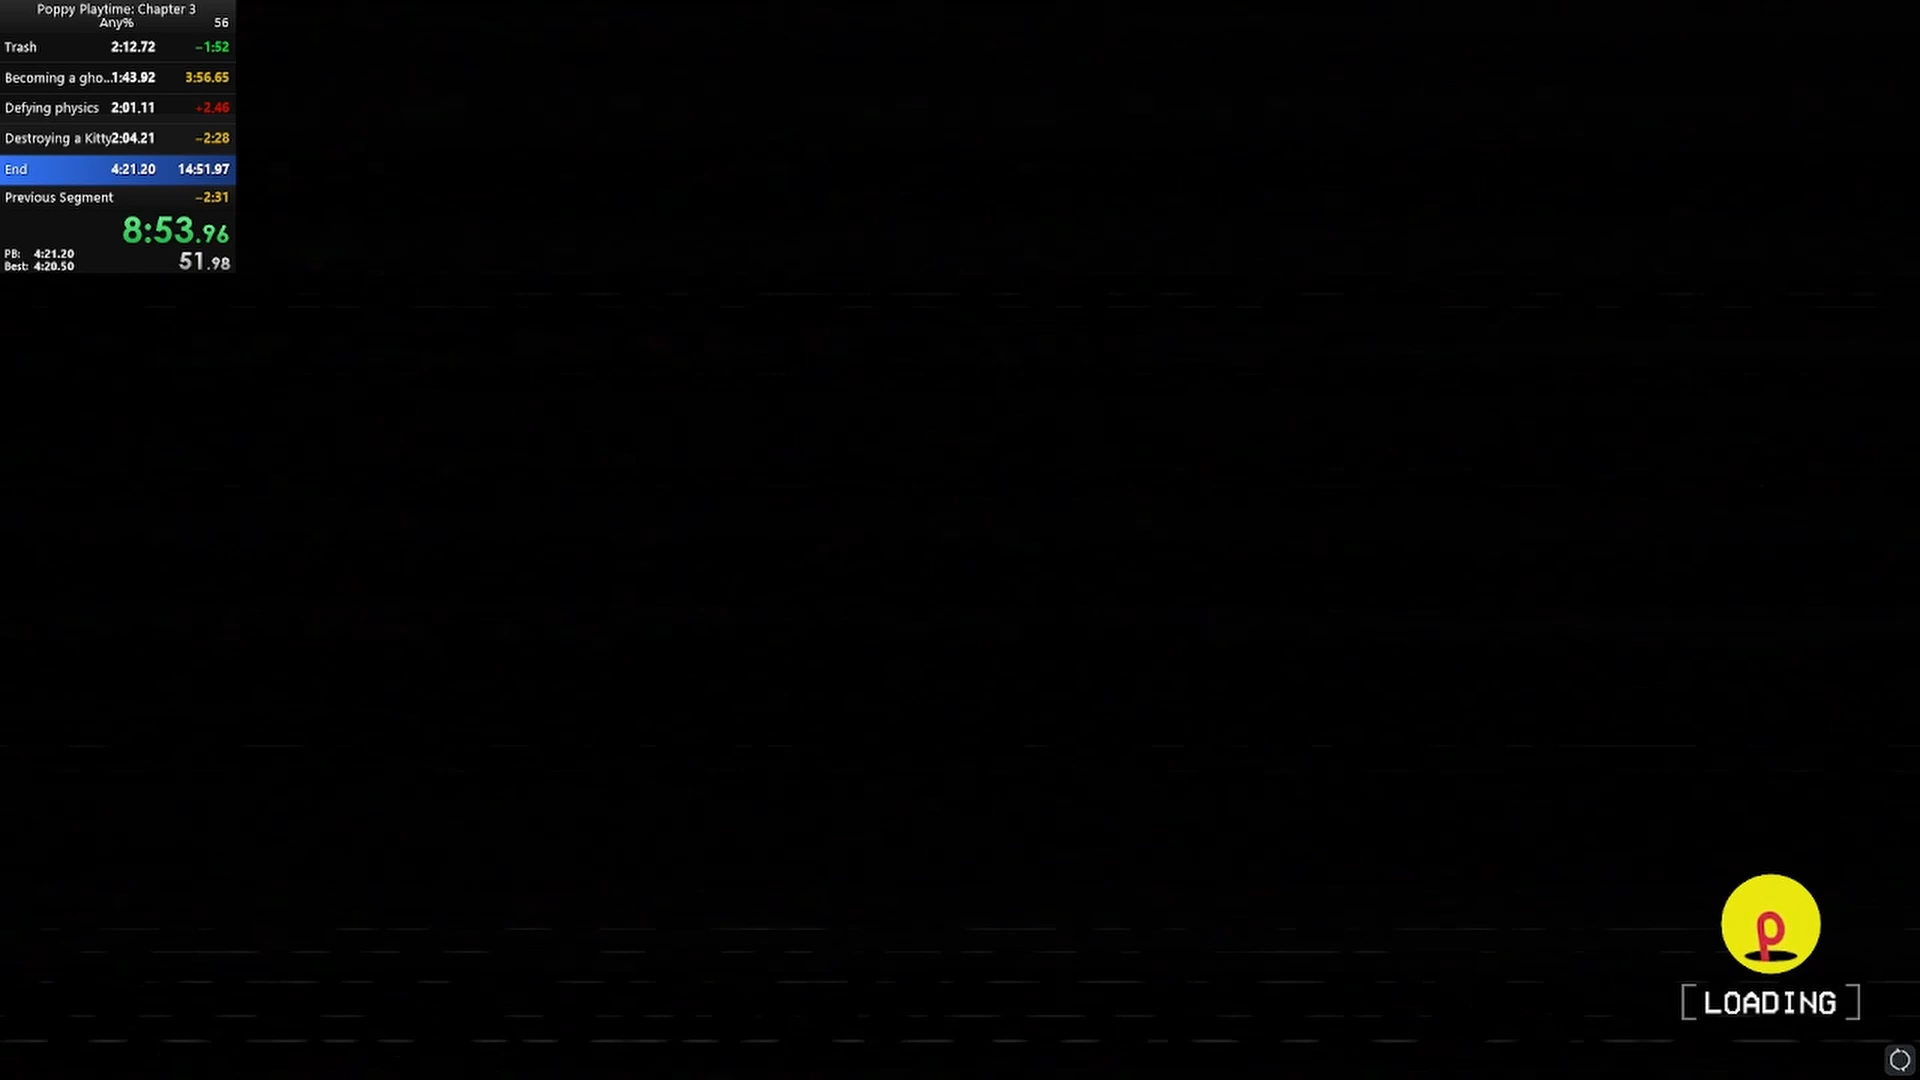 Poppy Playtime: Chapter 3
Any%
56
Trash 2:12.72 −1:52
Becoming a gho...1:43.92 3:56.65
Defying physics 2:01.11 +2.46
Destroying a Kitty2:04.21 −2:28
End 4:21.20 14:51.97
Previous Segment −2:31
8:53.96
PB: 4:21.20
Best: 4:20.50
51.98
p
[LOADING]